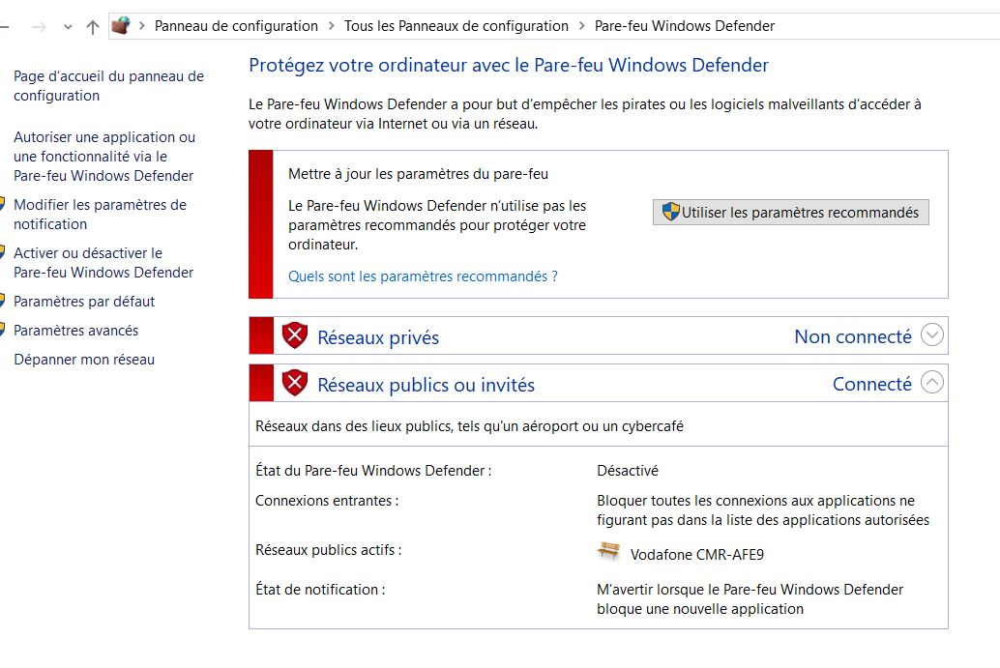 Panneau de configuration > Tous les Panneaux de configuration > Pare-feu Windows Defender
Page d'accueil du panneau de
configuration
Autoriser une application ou
une fonctionnalité via le
Pare-feu Windows Defender
Modifier les paramètres de
notification
Activer ou désactiver le
Pare-feu Windows Defender
Paramètres par défaut
Paramètres avancés
Dépanner mon réseau
Protégez votre ordinateur avec le Pare-feu Windows Defender
Le Pare-feu Windows Defender a pour but d'empêcher les pirates ou les logiciels malveillants d'accéder à
votre ordinateur via Internet ou via un réseau.
Mettre à jour les paramètres du pare-feu
Le Pare-feu Windows Defender n'utilise pas les
paramètres recommandés pour protéger votre
ordinateur.
Utiliser les paramètres recommandés
Quels sont les paramètres recommandés ?
Réseaux privés Non connecté
Réseaux publics ou invités Connecté
Réseaux dans des lieux publics, tels qu'un aéroport ou un cybercafé
État du Pare-feu Windows Defender : Désactivé
Connexions entrantes : Bloquer toutes les connexions aux applications ne
figurant pas dans la liste des applications autorisées
Réseaux publics actifs : Vodafone CMR-AFE9
État de notification : M'avertir lorsque le Pare-feu Windows Defender
bloque une nouvelle application